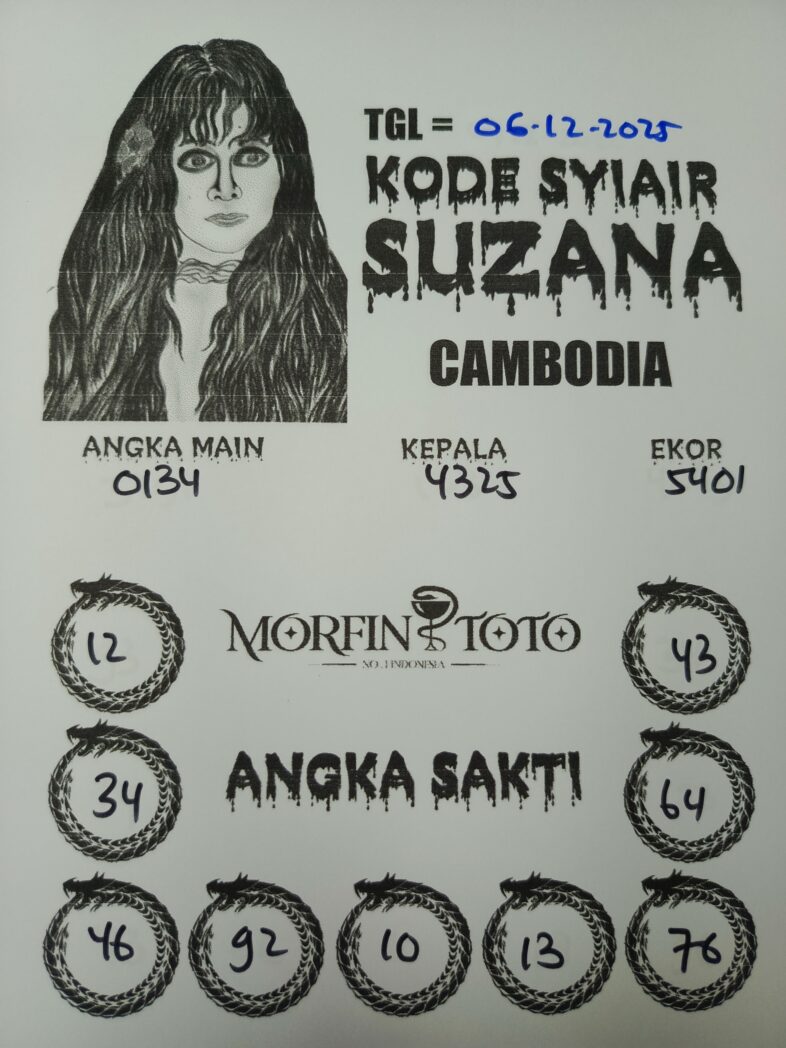 TGL = 06-12-2025
KODE SYIAIR
SUZANA
CAMBODIA
ANGKA MAIN KEPALA EKOR
0134 4325 5401
12 MORFIN TOTO 43
NO. 1 INDONESIA
34 ANGKA SAKTI 64
46 92 10 13 76